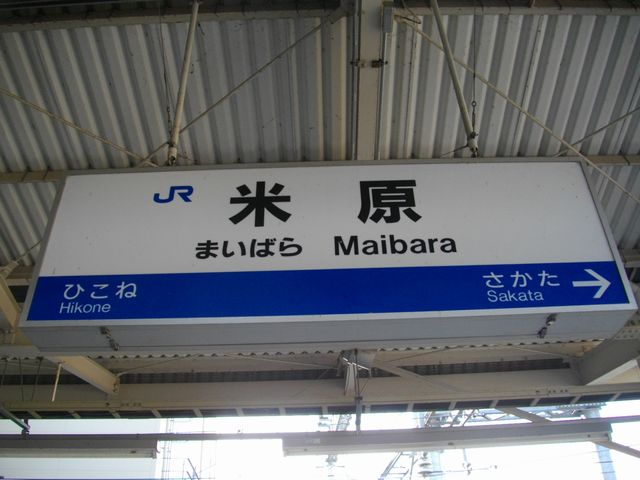 JR 米原
まいばら Maibara
ひこね さかた →
Hikone Sakata